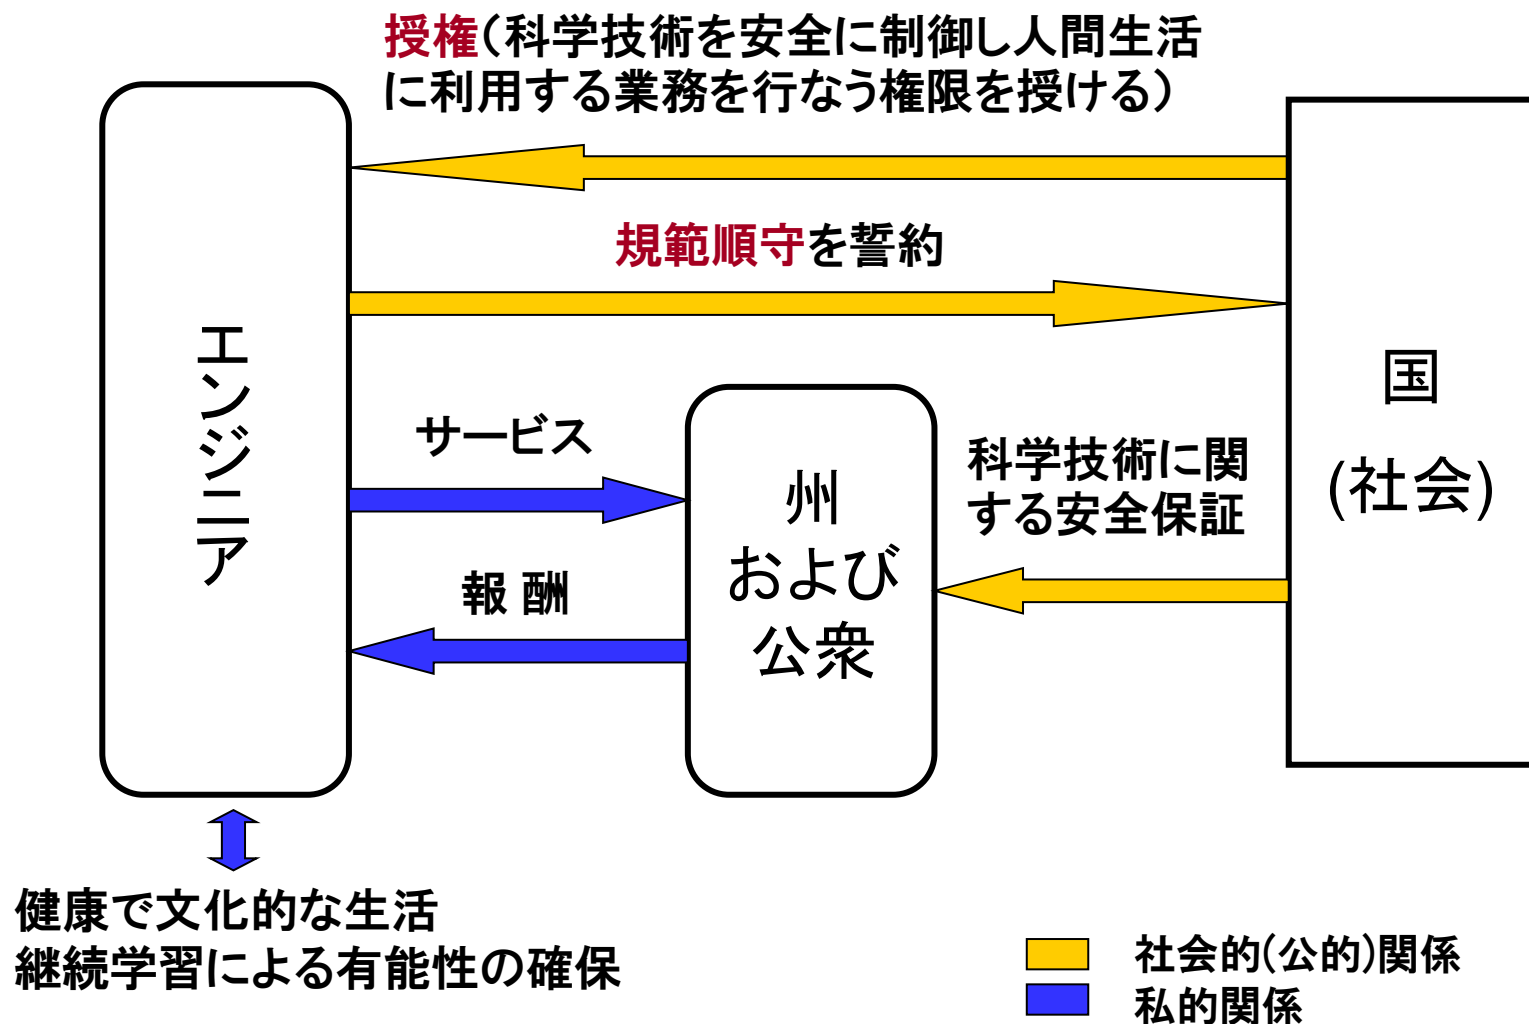 授権(科学技術を安全に制御し人間生活
に利用する業務を行なう権限を授ける)
規範順守を誓約
エンジニア
サービス
報 酬
州
および
公衆
科学技術に関
する安全保証
国
(社会)
健康で文化的な生活
継続学習による有能性の確保
社会的(公的)関係
私的関係